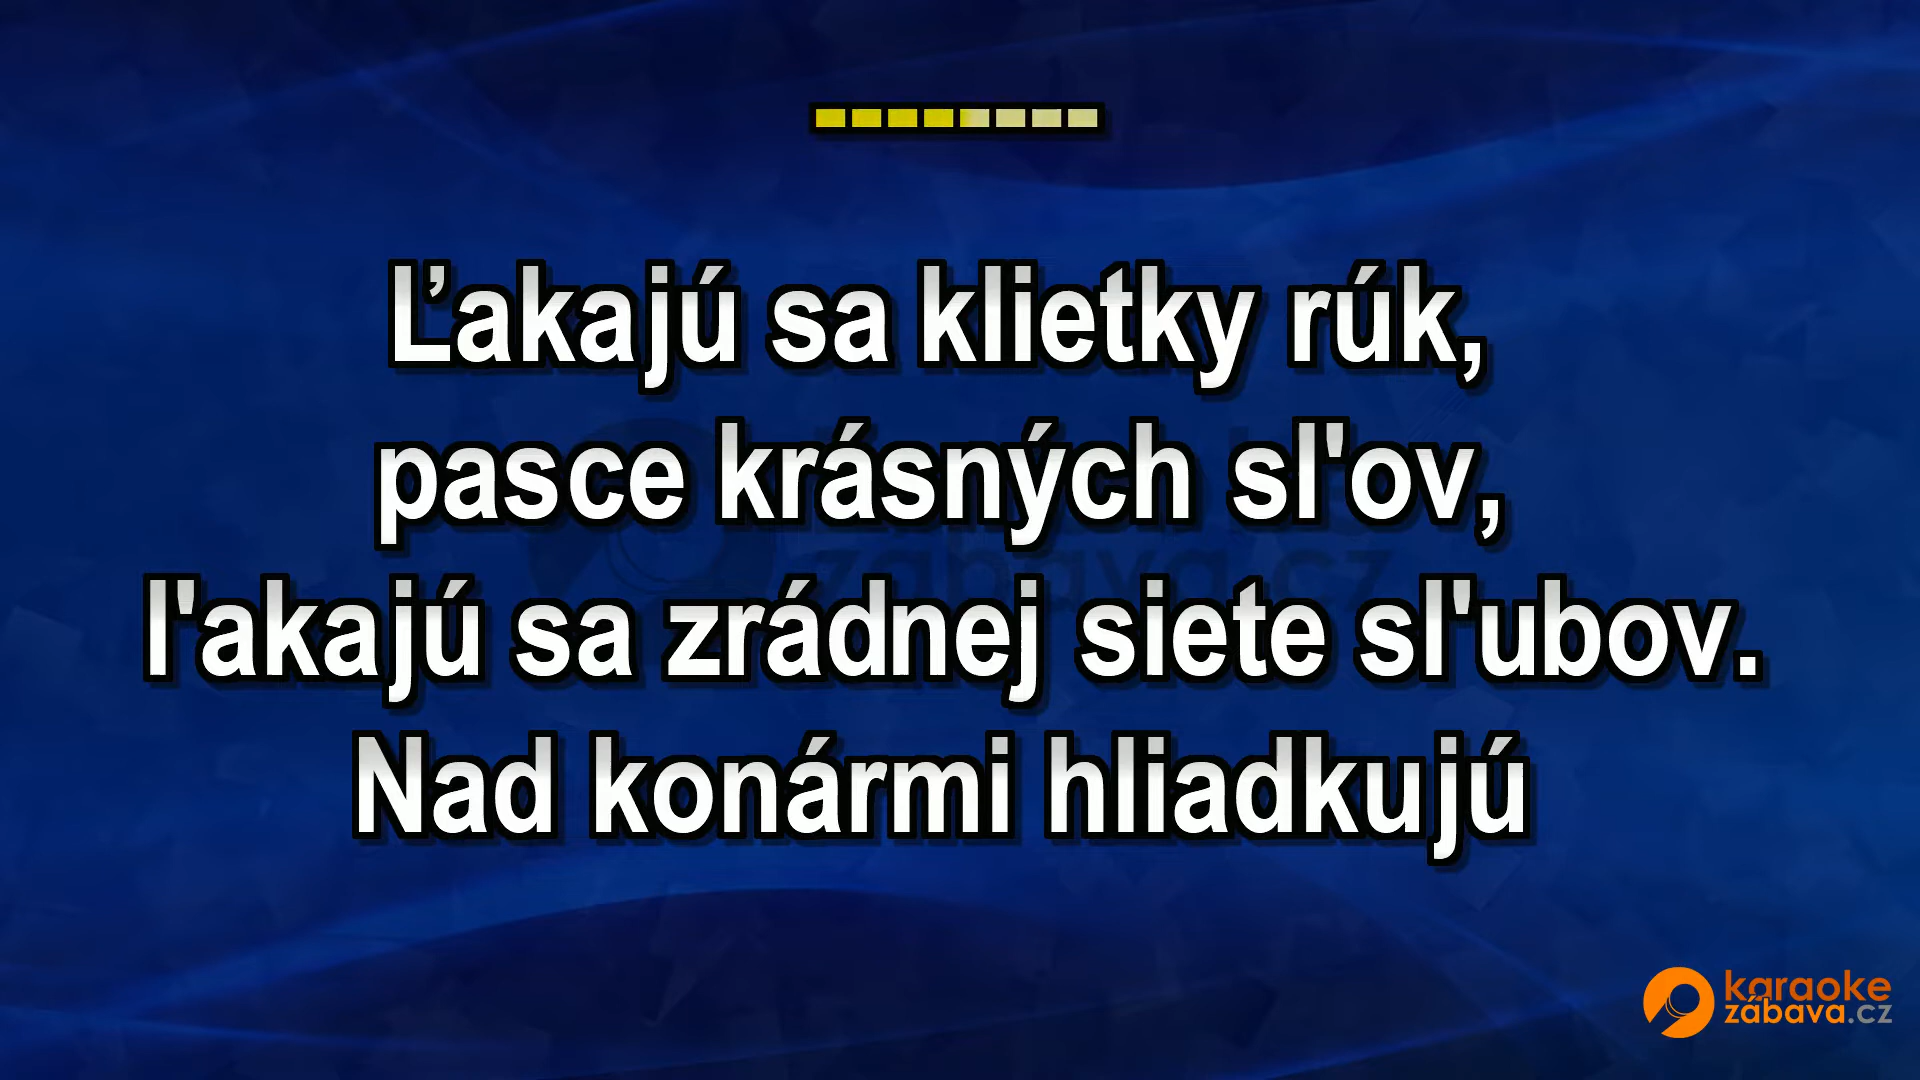 Ľakajú sa klietky rúk,
pasce krásnych sl'ov,
l'akajú sa zrádnej siete sl'ubov.
Nad konármi hliadkujú
karaoke
zábava.cz